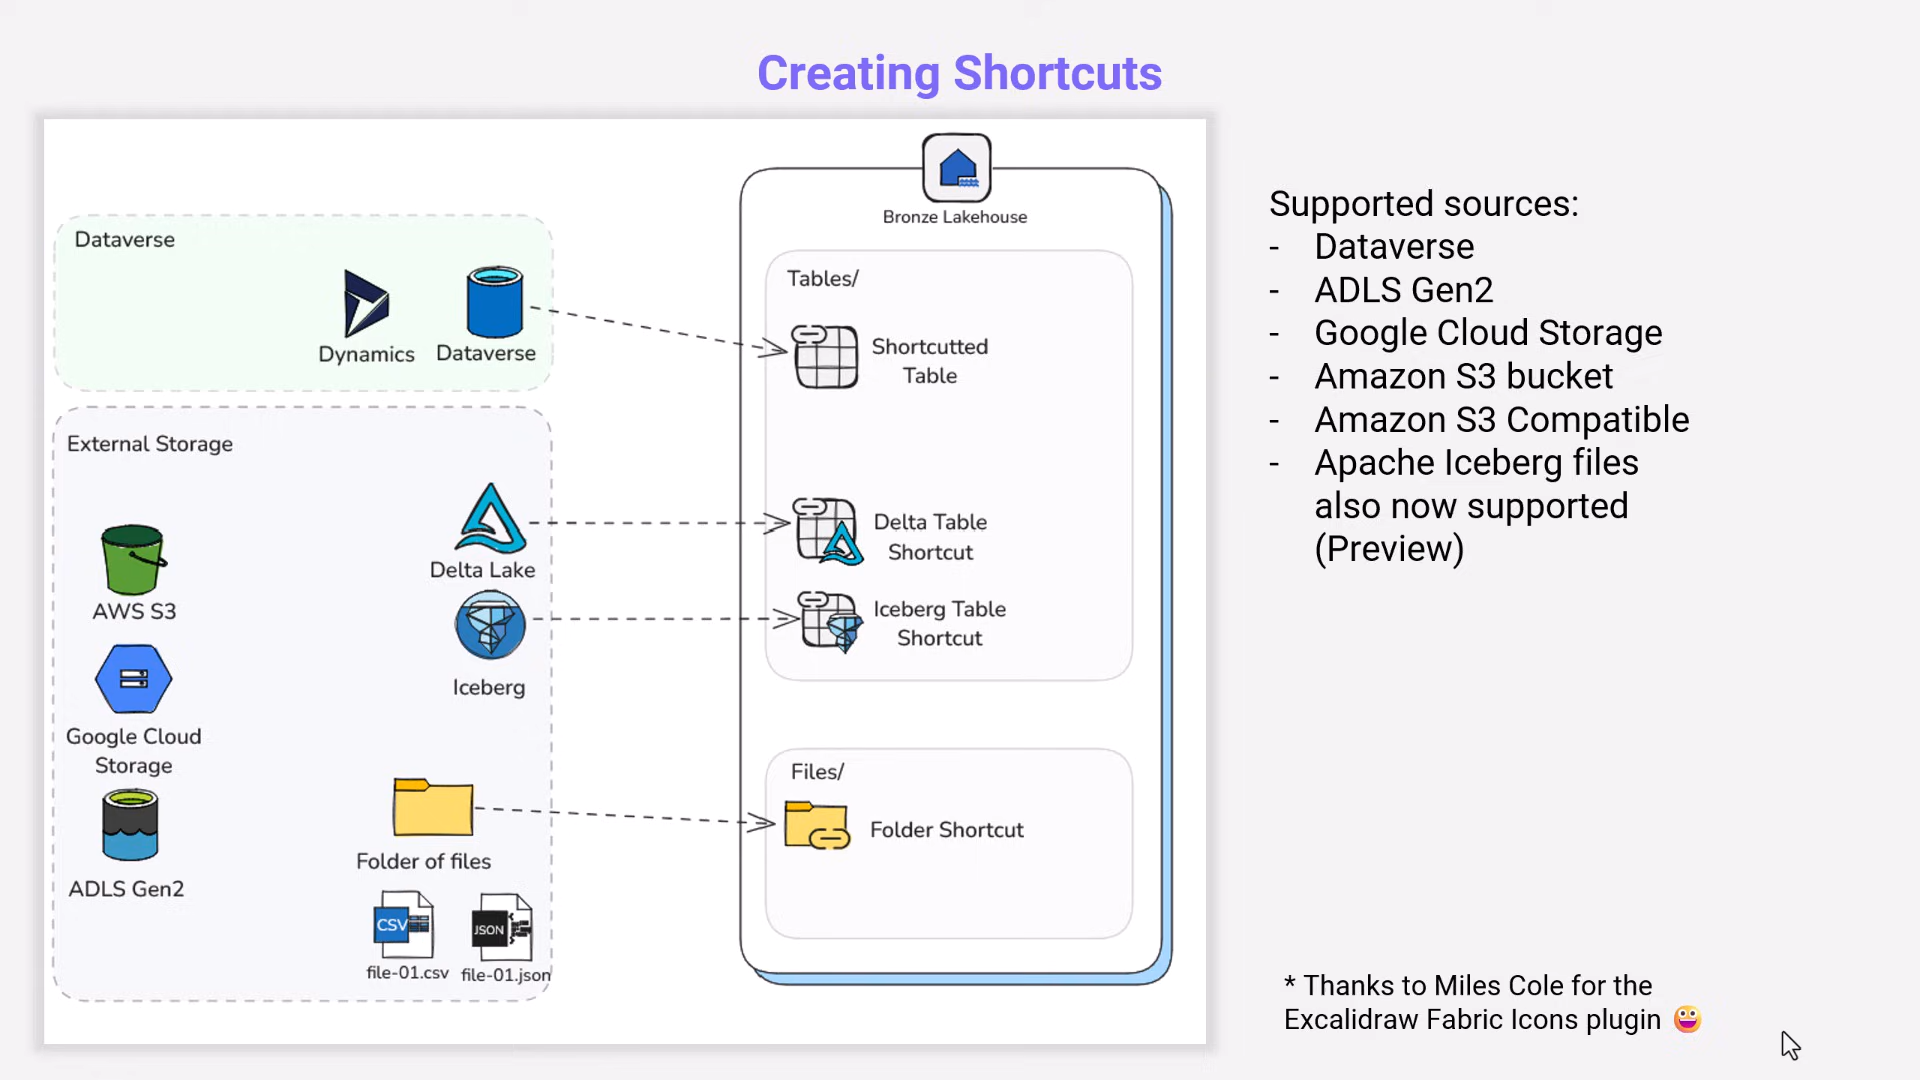 Creating Shortcuts
Bronze Lakehouse
Dataverse
Dynamics
Dataverse
Tables/
Shortcutted
Table
External Storage
AWS S3
Google Cloud
Storage
ADLS Gen2
Delta Lake
Iceberg
Folder of files
CSV
JSON
file-01.csv
file-01.json
Delta Table
Shortcut
Iceberg Table
Shortcut
Files/
Folder Shortcut
Supported sources:
- Dataverse
- ADLS Gen2
- Google Cloud Storage
- Amazon S3 bucket
- Amazon S3 Compatible
- Apache Iceberg files
also now supported
(Preview)
* Thanks to Miles Cole for the
Excalidraw Fabric Icons plugin 😀